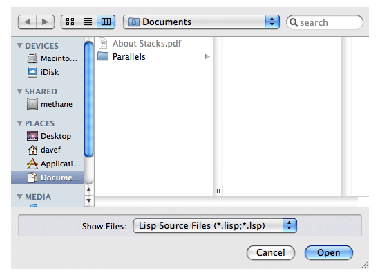 Documents
search
DEVICES
Macinto...
iDisk
SHARED
methane
PLACES
Desktop
davef
Applicati...
Docume...
MEDIA
About Stacks.pdf
Parallels
Show Files: Lisp Source Files (*.lisp;*.lsp)
Cancel Open